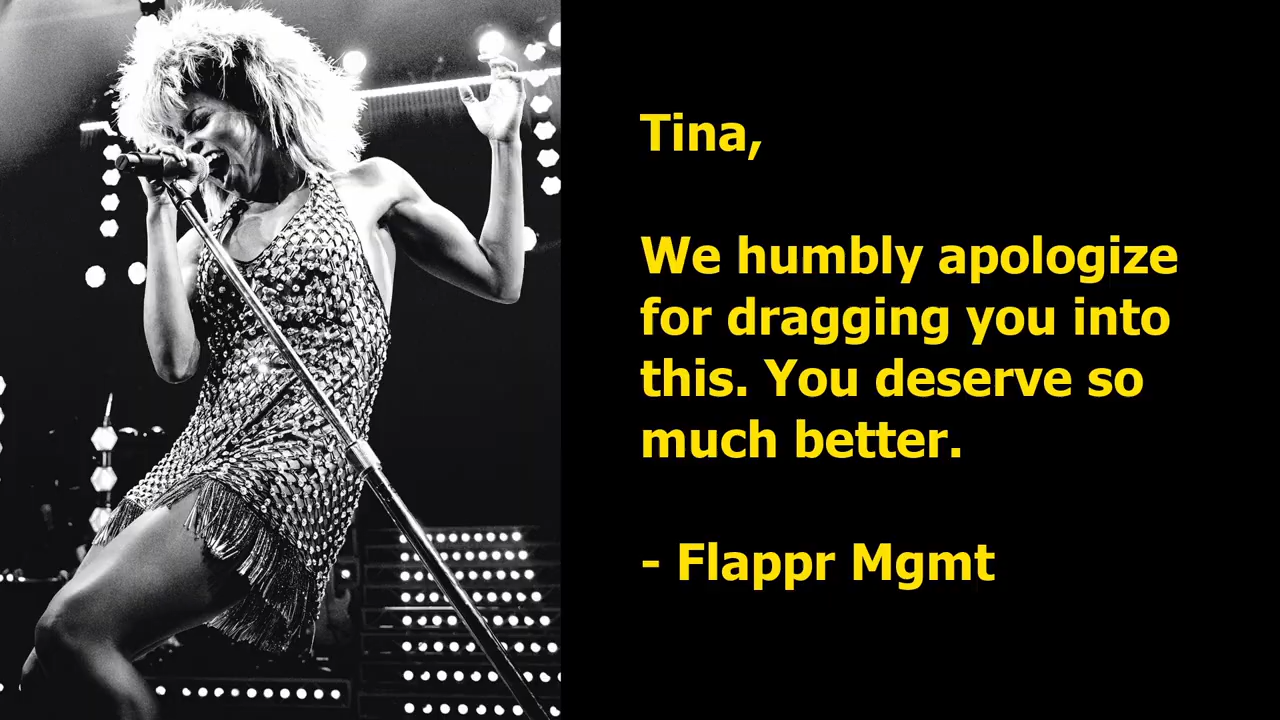 Tina,
We humbly apologize
for dragging you into
this. You deserve so
much better.
- Flappr Mgmt